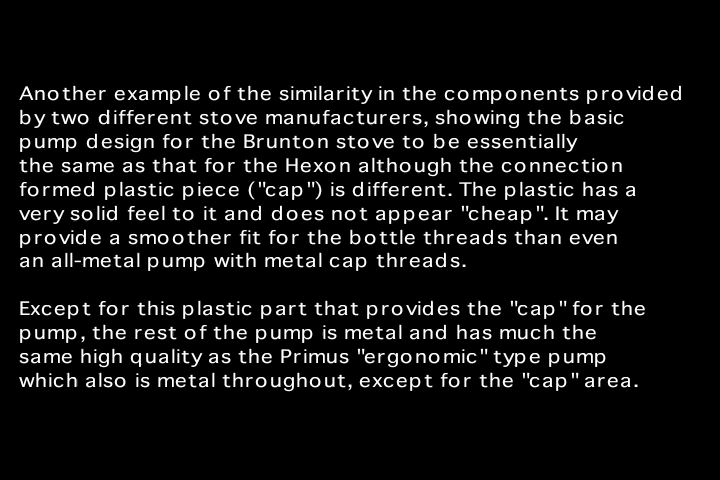 Another example of the similarity in the components provided
by two different stove manufacturers, showing the basic
pump design for the Brunton stove to be essentially
the same as that for the Hexon although the connection
formed plastic piece ("cap") is different. The plastic has a
very solid feel to it and does not appear "cheap". It may
provide a smoother fit for the bottle threads than even
an all-metal pump with metal cap threads.

Except for this plastic part that provides the "cap" for the
pump, the rest of the pump is metal and has much the
same high quality as the Primus "ergonomic" type pump
which also is metal throughout, except for the "cap" area.